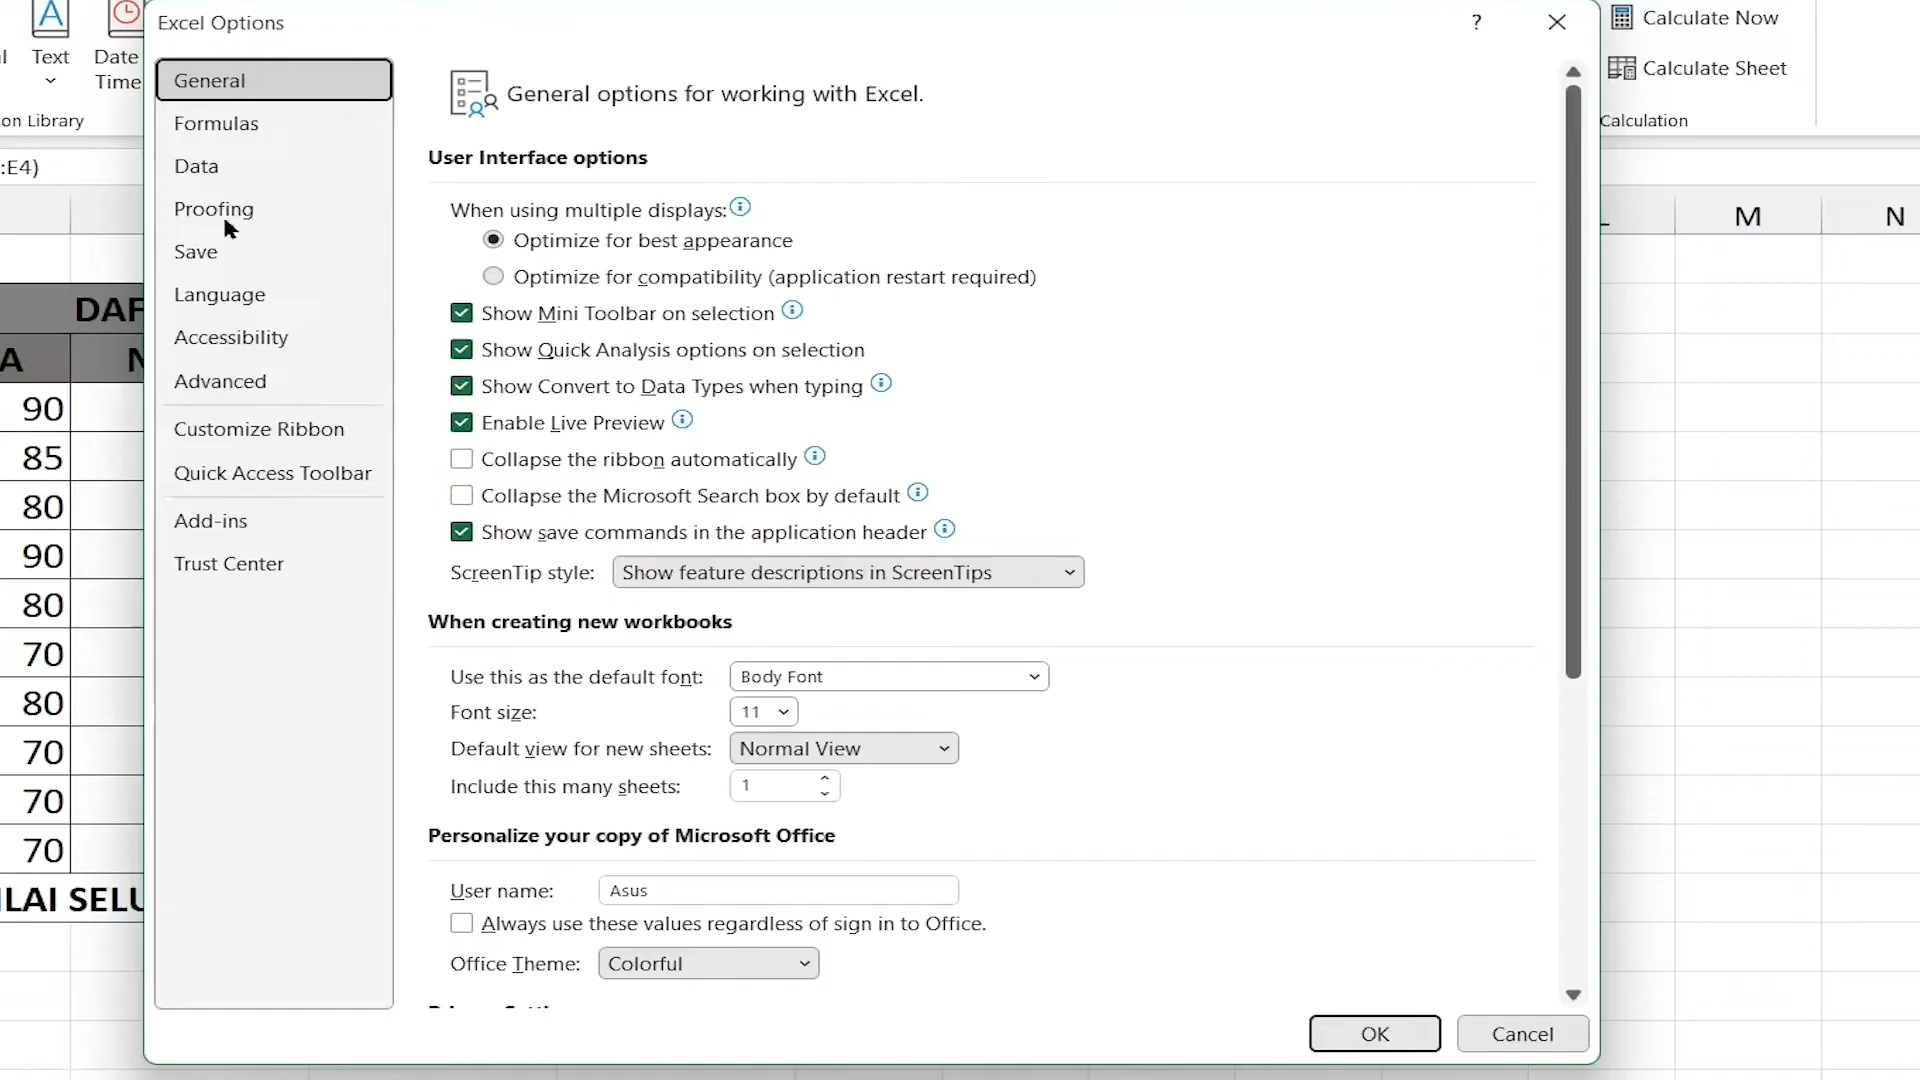 Excel Options
?
Text
Date
Time
on Library
:E4)
Calculate Now
Calculate Sheet
Calculation
M
N
DAF
A
90
85
80
90
80
70
80
70
70
70
LAI SELU
General
Formulas
Data
Proofing
Save
Language
Accessibility
Advanced
Customize Ribbon
Quick Access Toolbar
Add-ins
Trust Center
General options for working with Excel.
User Interface options
When using multiple displays:
Optimize for best appearance
Optimize for compatibility (application restart required)
Show Mini Toolbar on selection
Show Quick Analysis options on selection
Show Convert to Data Types when typing
Enable Live Preview
Collapse the ribbon automatically
Collapse the Microsoft Search box by default
Show save commands in the application header
ScreenTip style: Show feature descriptions in ScreenTips
When creating new workbooks
Use this as the default font: Body Font
Font size: 11
Default view for new sheets: Normal View
Include this many sheets: 1
Personalize your copy of Microsoft Office
User name: Asus
Always use these values regardless of sign in to Office.
Office Theme: Colorful
OK
Cancel